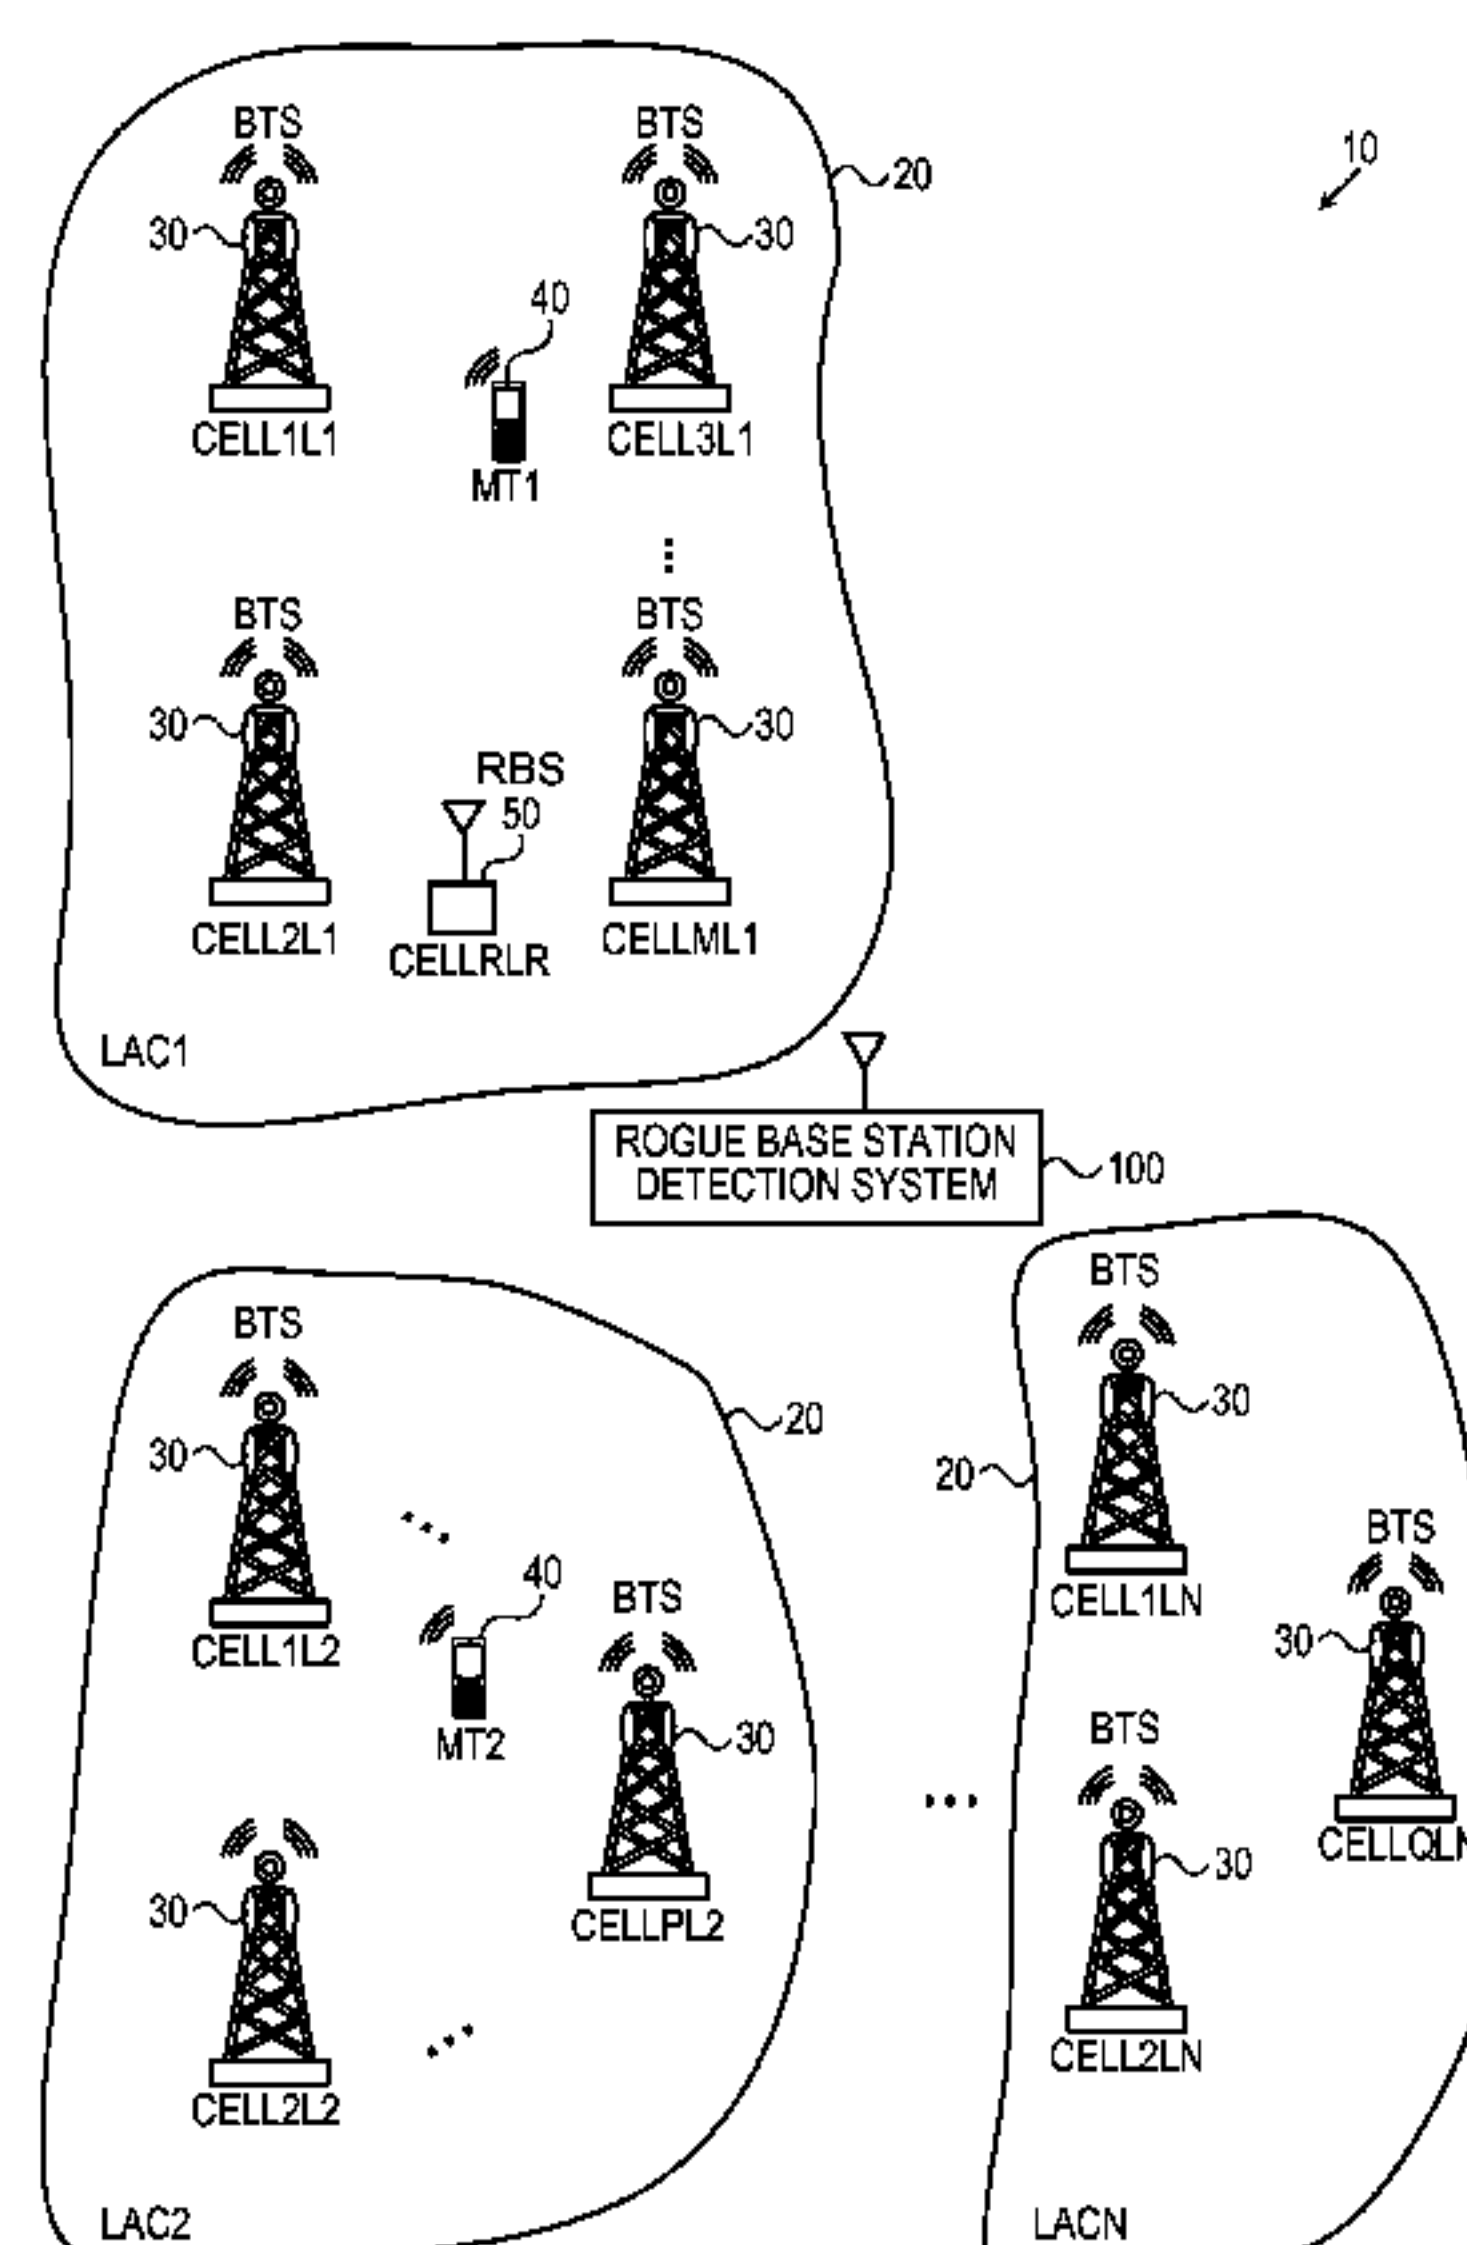 BTS
BTS
10
20
30
30
40
CELL1L1
CELL3L1
MT1
BTS
BTS
30
30
RBS
50
CELL2L1
CELLML1
CELLRLR
LAC1
ROGUE BASE STATION
DETECTION SYSTEM
100
BTS
BTS
30
20
30
20
BTS
40
BTS
CELL1LN
30
CELL1L2
BTS
MT2
30
CELLQLN
30
30
CELLPL2
CELL2LN
CELL2L2
LAC2
LACN